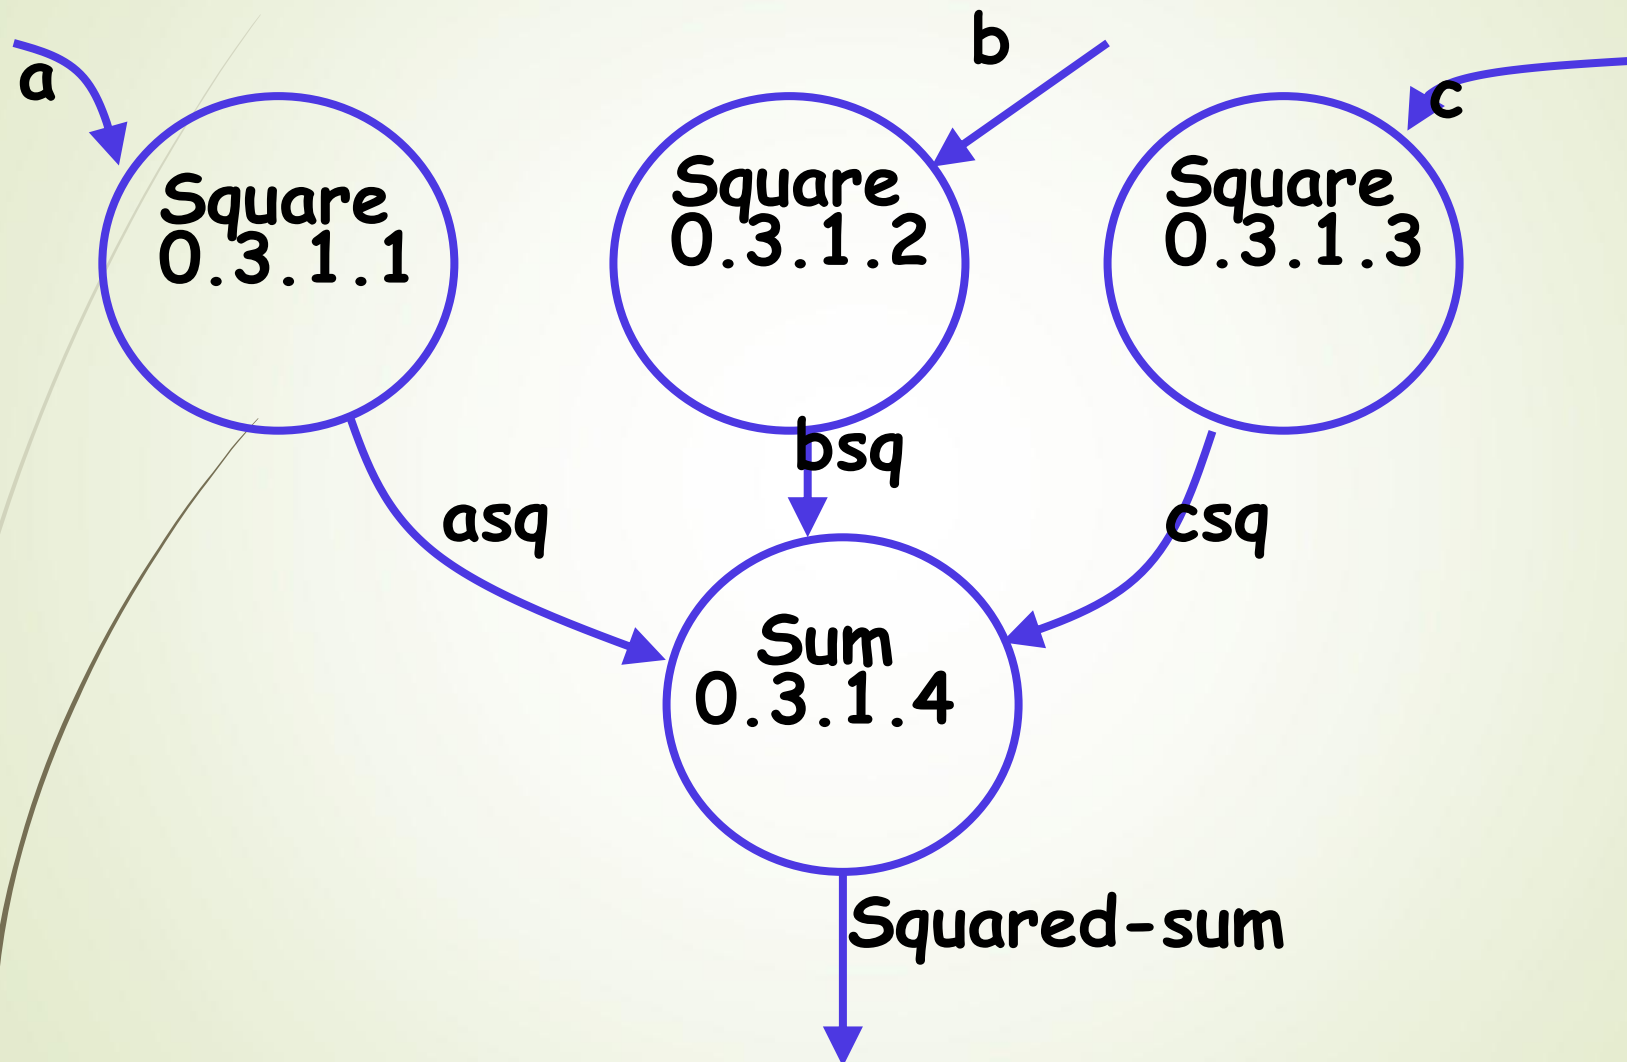 a
b
c
Square
0.3.1.1
Square
0.3.1.2
Square
0.3.1.3
asq
bsq
csq
Sum
0.3.1.4
Squared-sum